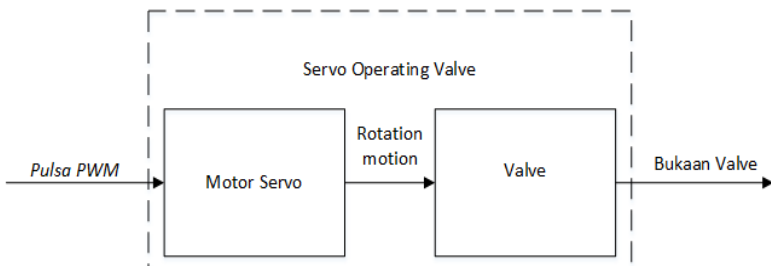 Servo Operating Valve
Pulsa PWM
Motor Servo
Rotation
motion
Valve
Bukaan Valve